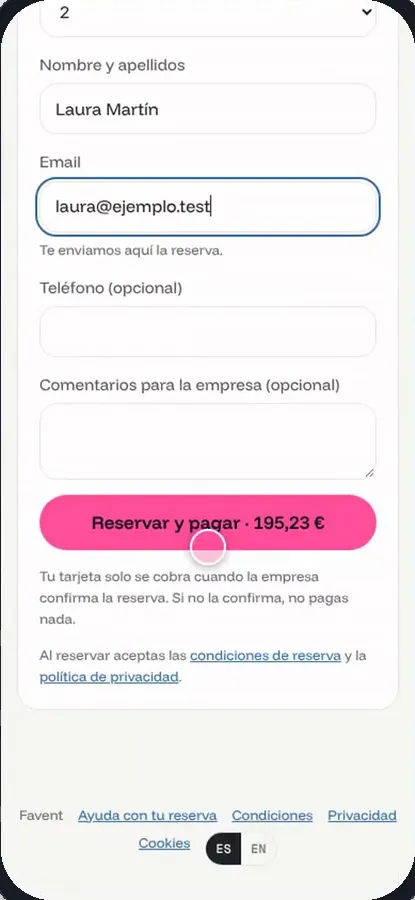 2
Nombre y apellidos
Laura Martín
Email
laura@ejemplo.test
Te enviamos aquí la reserva.
Teléfono (opcional)
Comentarios para la empresa (opcional)
Reservar y pagar · 195,23 €
Tu tarjeta solo se cobra cuando la empresa
confirma la reserva. Si no la confirma, no pagas
nada.
Al reservar aceptas las condiciones de reserva y la
política de privacidad.
Favent Ayuda con tu reserva Condiciones Privacidad
Cookies ES EN